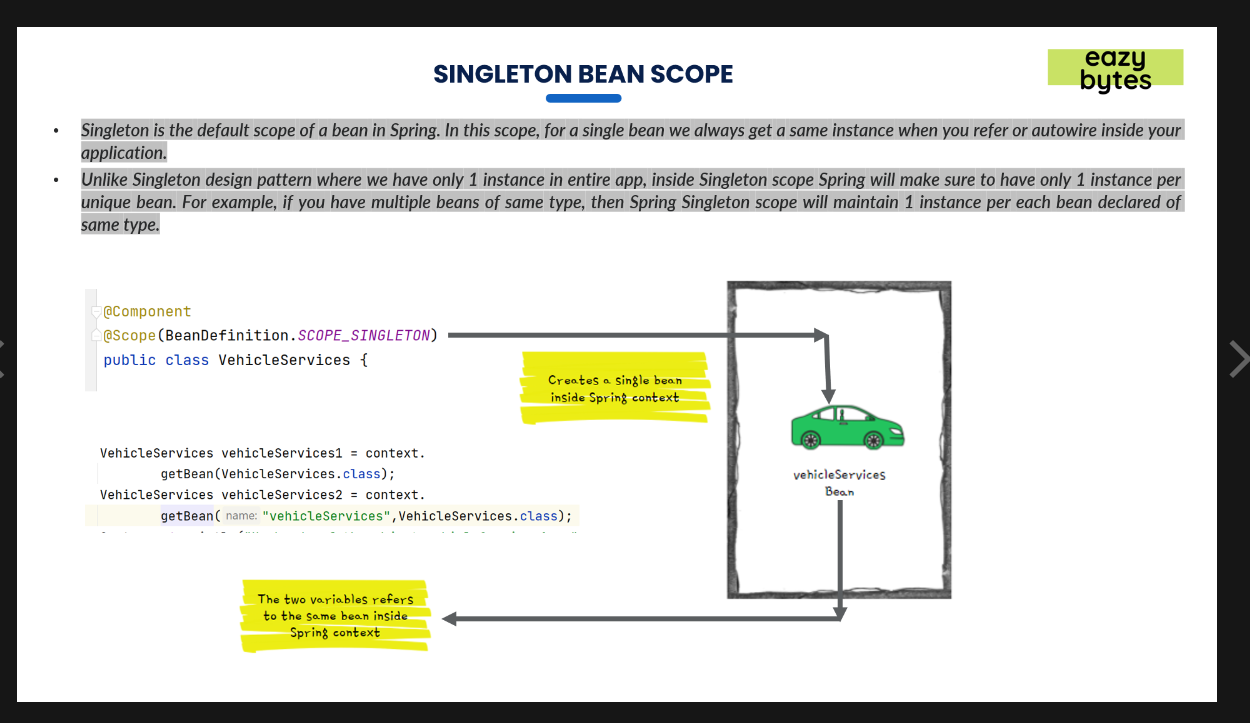 SINGLETON BEAN SCOPE
eazy
bytes
• Singleton is the default scope of a bean in Spring. In this scope, for a single bean we always get a same instance when you refer or autowire inside your
application.
• Unlike Singleton design pattern where we have only 1 instance in entire app, inside Singleton scope Spring will make sure to have only 1 instance per
unique bean. For example, if you have multiple beans of same type, then Spring Singleton scope will maintain 1 instance per each bean declared of
same type.
@Component
@Scope(BeanDefinition.SCOPE_SINGLETON)
public class VehicleServices {
Creates a single bean
inside Spring context
VehicleServices vehicleServices1 = context.
getBean(VehicleServices.class);
VehicleServices vehicleServices2 = context.
getBean( name: "vehicleServices",VehicleServices.class);
vehicleServices
Bean
The two variables refers
to the same bean inside
Spring context